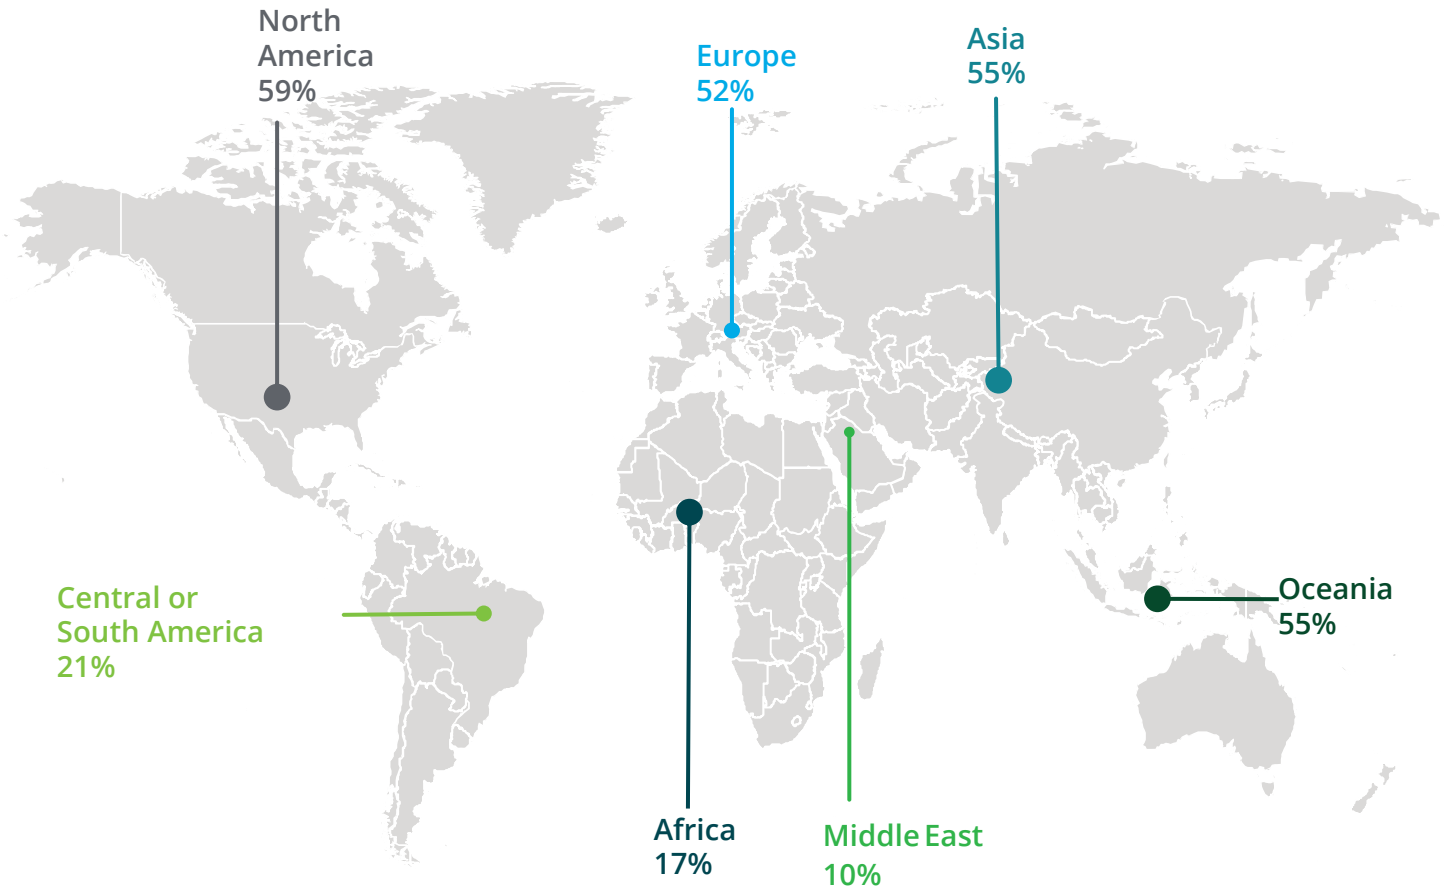 North
America
59%
Europe
52%
Asia
55%
Central or
South America
21%
Oceania
55%
Africa
17%
Middle East
10%